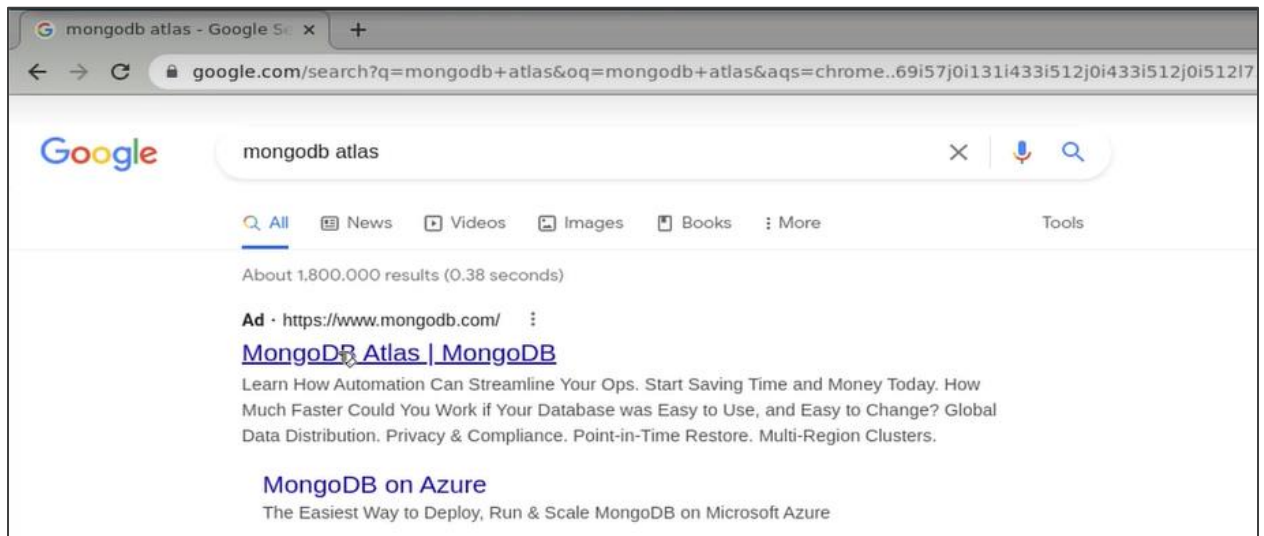 mongodb atlas - Google Se
google.com/search?q=mongodb+atlas&oq=mongodb+atlas&aqs=chrome..69i57j0i131i433i512j0i433i512j0i512l7
Google
mongodb atlas
All News Videos Images Books More Tools
About 1.800.000 results (0.38 seconds)
Ad · https://www.mongodb.com/
MongoDB Atlas | MongoDB
Learn How Automation Can Streamline Your Ops. Start Saving Time and Money Today. How
Much Faster Could You Work if Your Database was Easy to Use, and Easy to Change? Global
Data Distribution. Privacy & Compliance. Point-in-Time Restore. Multi-Region Clusters.
MongoDB on Azure
The Easiest Way to Deploy, Run & Scale MongoDB on Microsoft Azure